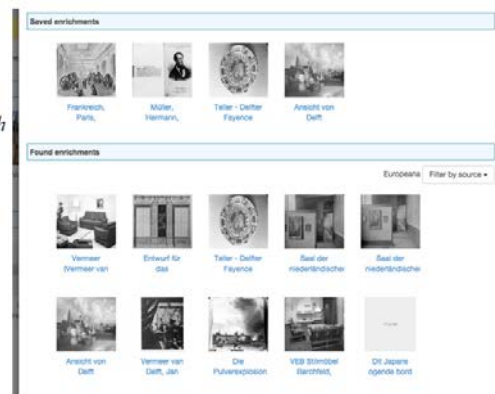 h
Saved enrichments
Frankreich,
Paris,
Müller,
Hermann,
Teller - Delfter
Fayence
Ansicht von
Delft
Found enrichments
Europeana Filter by source
Vermeer
(Vermeer van
Entwurf für
das
Teller - Delfter
Fayence
Saal der
niederländischer
Saal der
niederländischer
Ansicht von
Delft
Vermeer van
Delft, Jan
Die
Pulverexplosion
VEB Stilmöbel
Barchfeld,
Dit Japans
ogende bont